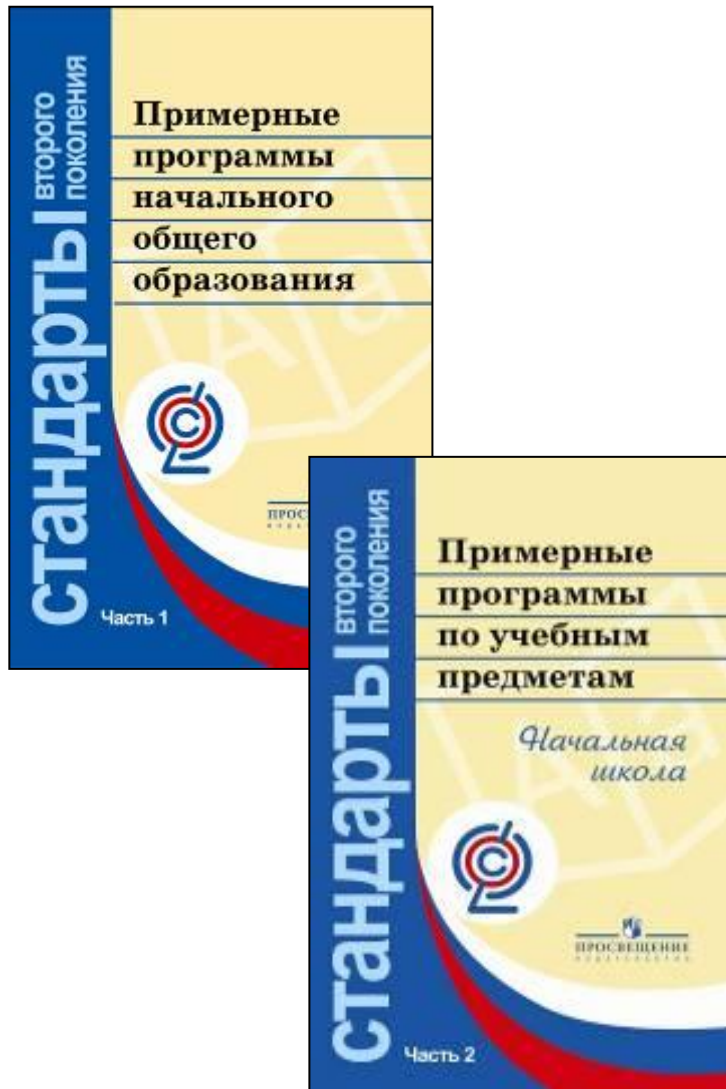 стандарты
второго
поколения
Примерные
программы
начального
общего
образования
Часть 1
стандарты
второго
поколения
Примерные
программы
по учебным
предметам
Начальная
школа
ПРОСВЕЩЕНИЕ
Часть 2